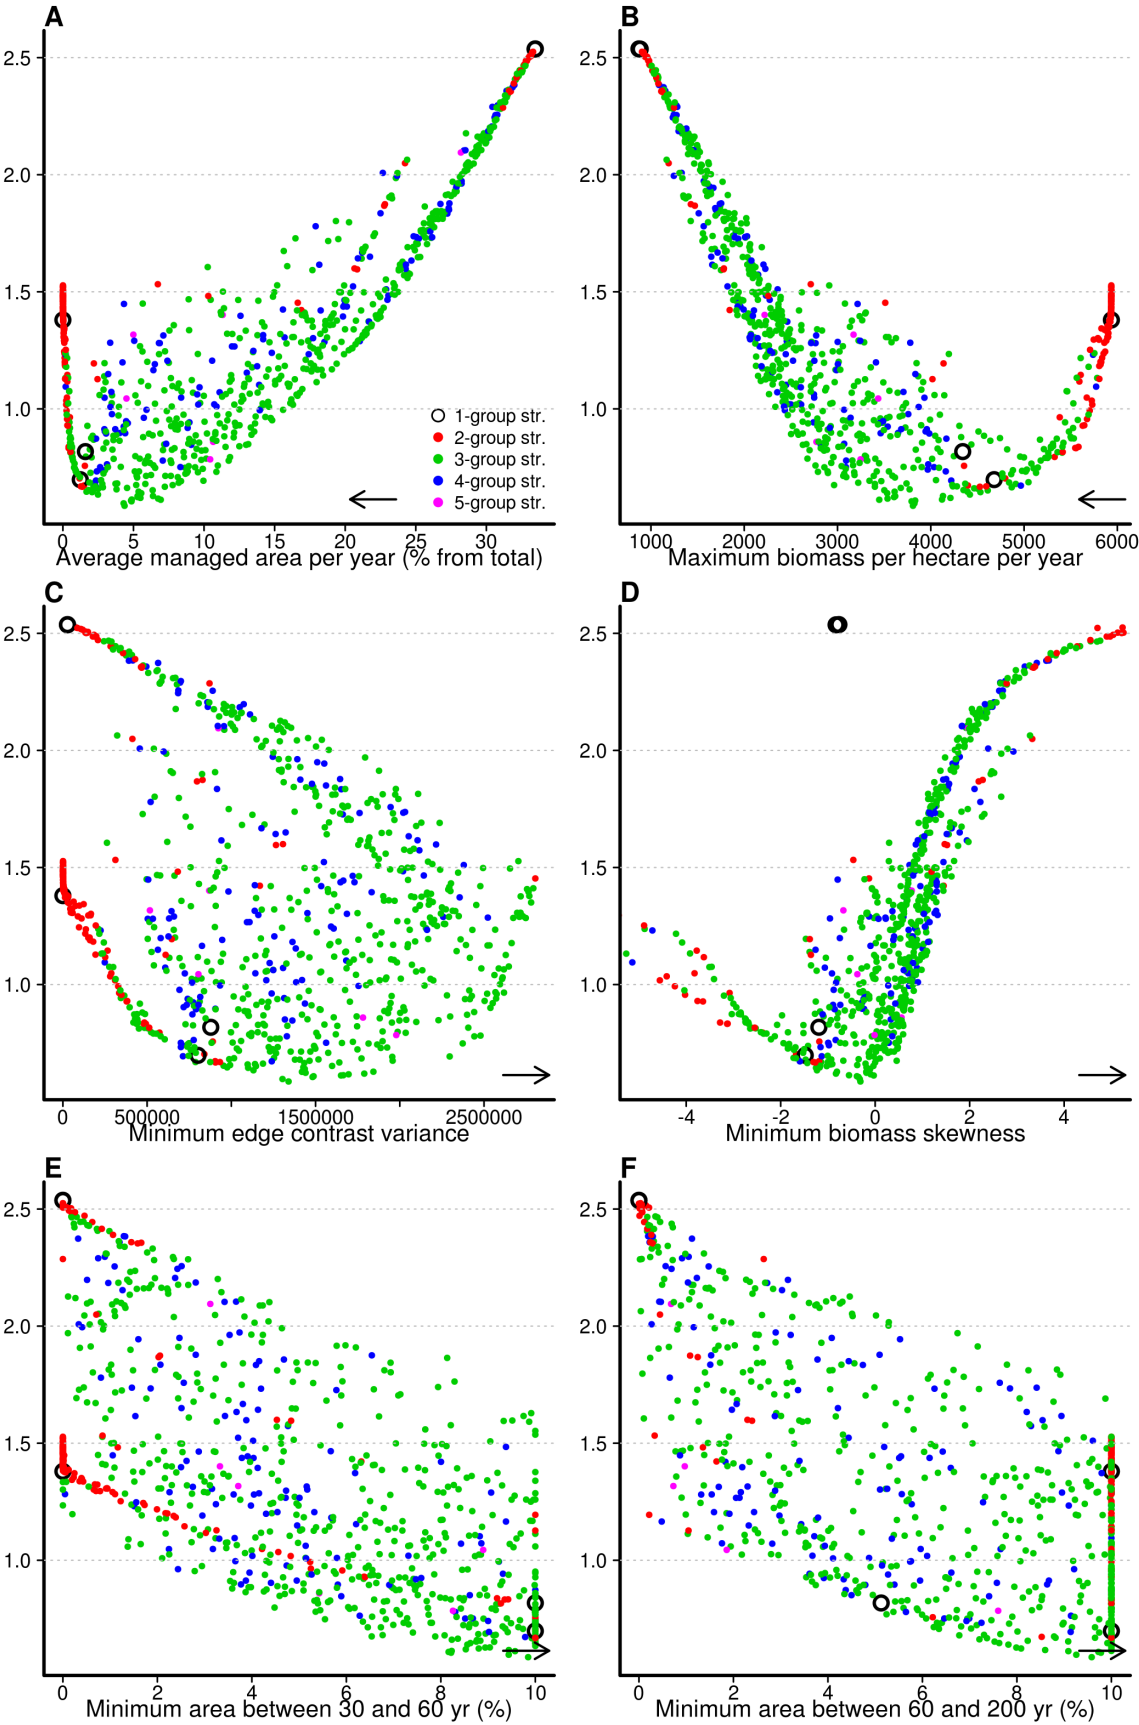 A
B
2.5
2.0
1.5
1.0
1-group str.
2-group str.
3-group str.
4-group str.
5-group str.
0 5 10 15 20 25 30
Average managed area per year (% from total)
2.5
2.0
1.5
1.0
1000 2000 3000 4000 5000 6000
Maximum biomass per hectare per year
C
D
2.5
2.0
1.5
1.0
0 500000 1500000 2500000
Minimum edge contrast variance
2.5
2.0
1.5
1.0
-4 -2 0 2 4
Minimum biomass skewness
E
F
2.5
2.0
1.5
1.0
0 2 4 6 8 10
Minimum area between 30 and 60 yr (%)
2.5
2.0
1.5
1.0
0 2 4 6 8 10
Minimum area between 60 and 200 yr (%)